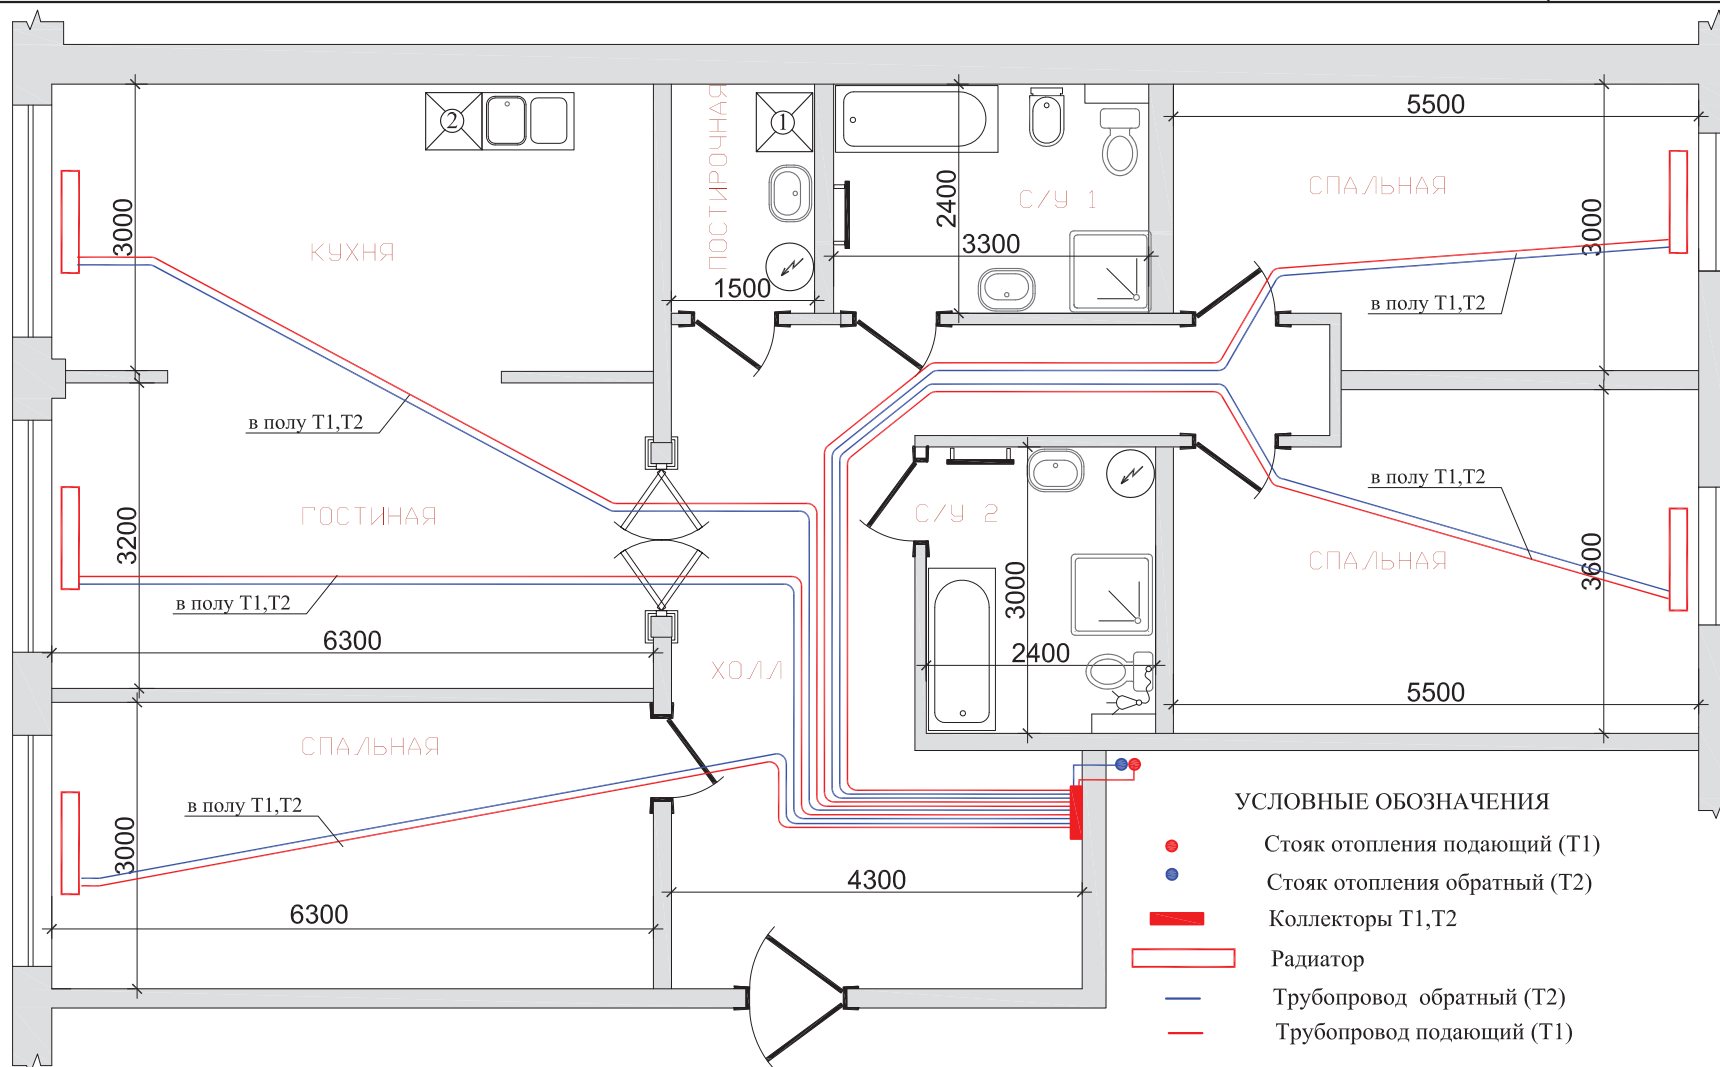 5500
2
1
ПОСТИРОЧНАЯ
3000
КУХНЯ
2400
С/У 1
3300
СПАЛЬНАЯ
3000
1500
в полу Т1,Т2
в полу Т1,Т2
3200
ГОСТИНАЯ
С/У 2
в полу Т1,Т2
СПАЛЬНАЯ
3600
3000
в полу Т1,Т2
6300
ХОЛЛ
2400
5500
СПАЛЬНАЯ
в полу Т1,Т2
3000
4300
6300
УСЛОВНЫЕ ОБОЗНАЧЕНИЯ
Стояк отопления подающий (Т1)
Стояк отопления обратный (Т2)
Коллекторы Т1,Т2
Радиатор
Трубопровод обратный (Т2)
Трубопровод подающий (Т1)